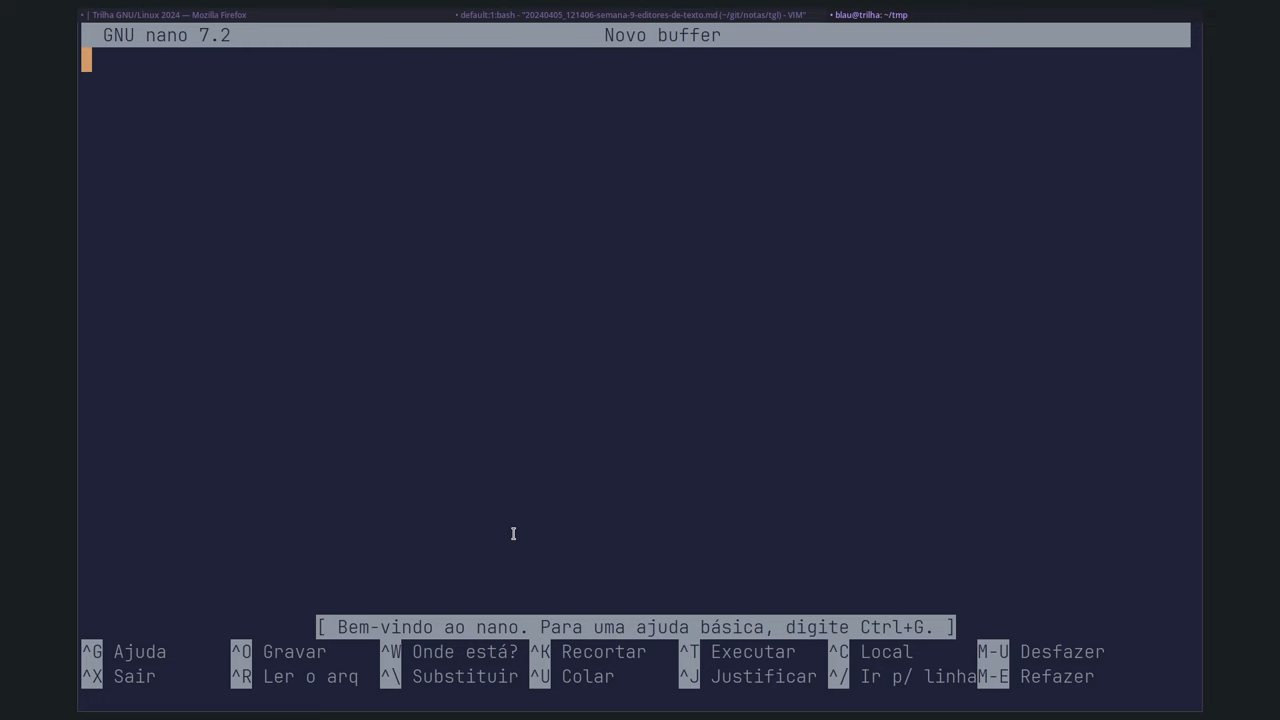 • | Trilha GNU/Linux 2024 — Mozilla Firefox • default:1:bash - "20240405_121406-semana-9-editores-de-texto.md (~/git/notas/tgl) - VIM" • blau@trilha: ~/tmp
GNU nano 7.2 Novo buffer
[ Bem-vindo ao nano. Para uma ajuda básica, digite Ctrl+G. ]
^G Ajuda ^O Gravar ^W Onde está? ^K Recortar ^T Executar ^C Local M-U Desfazer
^X Sair ^R Ler o arq ^\ Substituir ^U Colar ^J Justificar ^/ Ir p/ linha M-E Refazer